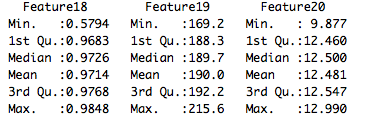 Feature18 Feature19 Feature20
Min. :0.5794 Min. :169.2 Min. : 9.877
1st Qu.:0.9683 1st Qu.:188.3 1st Qu.:12.460
Median :0.9726 Median :189.7 Median :12.500
Mean :0.9714 Mean :190.0 Mean :12.481
3rd Qu.:0.9768 3rd Qu.:192.2 3rd Qu.:12.547
Max. :0.9848 Max. :215.6 Max. :12.990